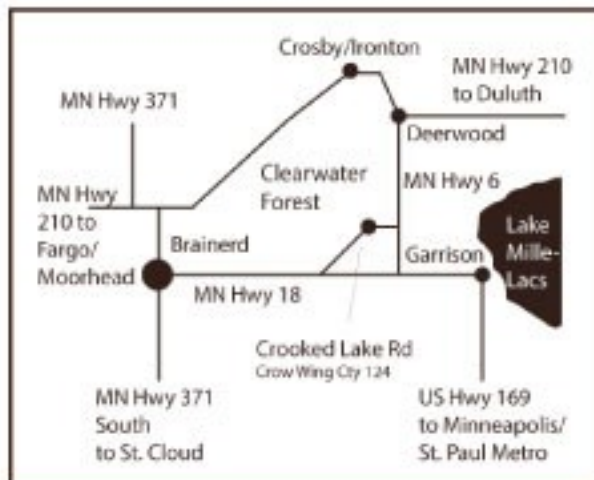 Crosby/Ironton
MN Hwy 210
to Duluth
MN Hwy 371
Deerwood
Clearwater
Forest
MN Hwy 6
MN Hwy
210 to
Fargo/
Moorhead
Brainerd
Garrison
Lake
Mille-
Lacs
MN Hwy 18
Crooked Lake Rd
Crow Wing Cty 124
MN Hwy 371
South
to St. Cloud
US Hwy 169
to Minneapolis/
St. Paul Metro